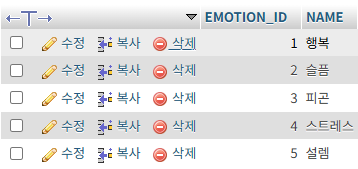 EMOTION_ID NAME
수정 복사 삭제 1 행복
수정 복사 삭제 2 슬픔
수정 복사 삭제 3 피곤
수정 복사 삭제 4 스트레스
수정 복사 삭제 5 설렘